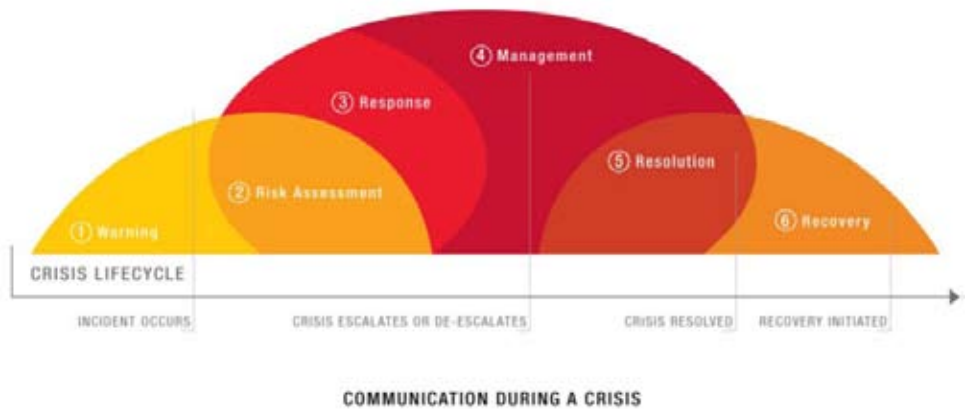 ④ Management
③ Response
⑤ Resolution
② Risk Assessment
① Warning
⑥ Recovery
CRISIS LIFECYCLE
INCIDENT OCCURS
CRISIS ESCALATES OR DE-ESCALATES
CRISIS RESOLVED
RECOVERY INITIATED
COMMUNICATION DURING A CRISIS